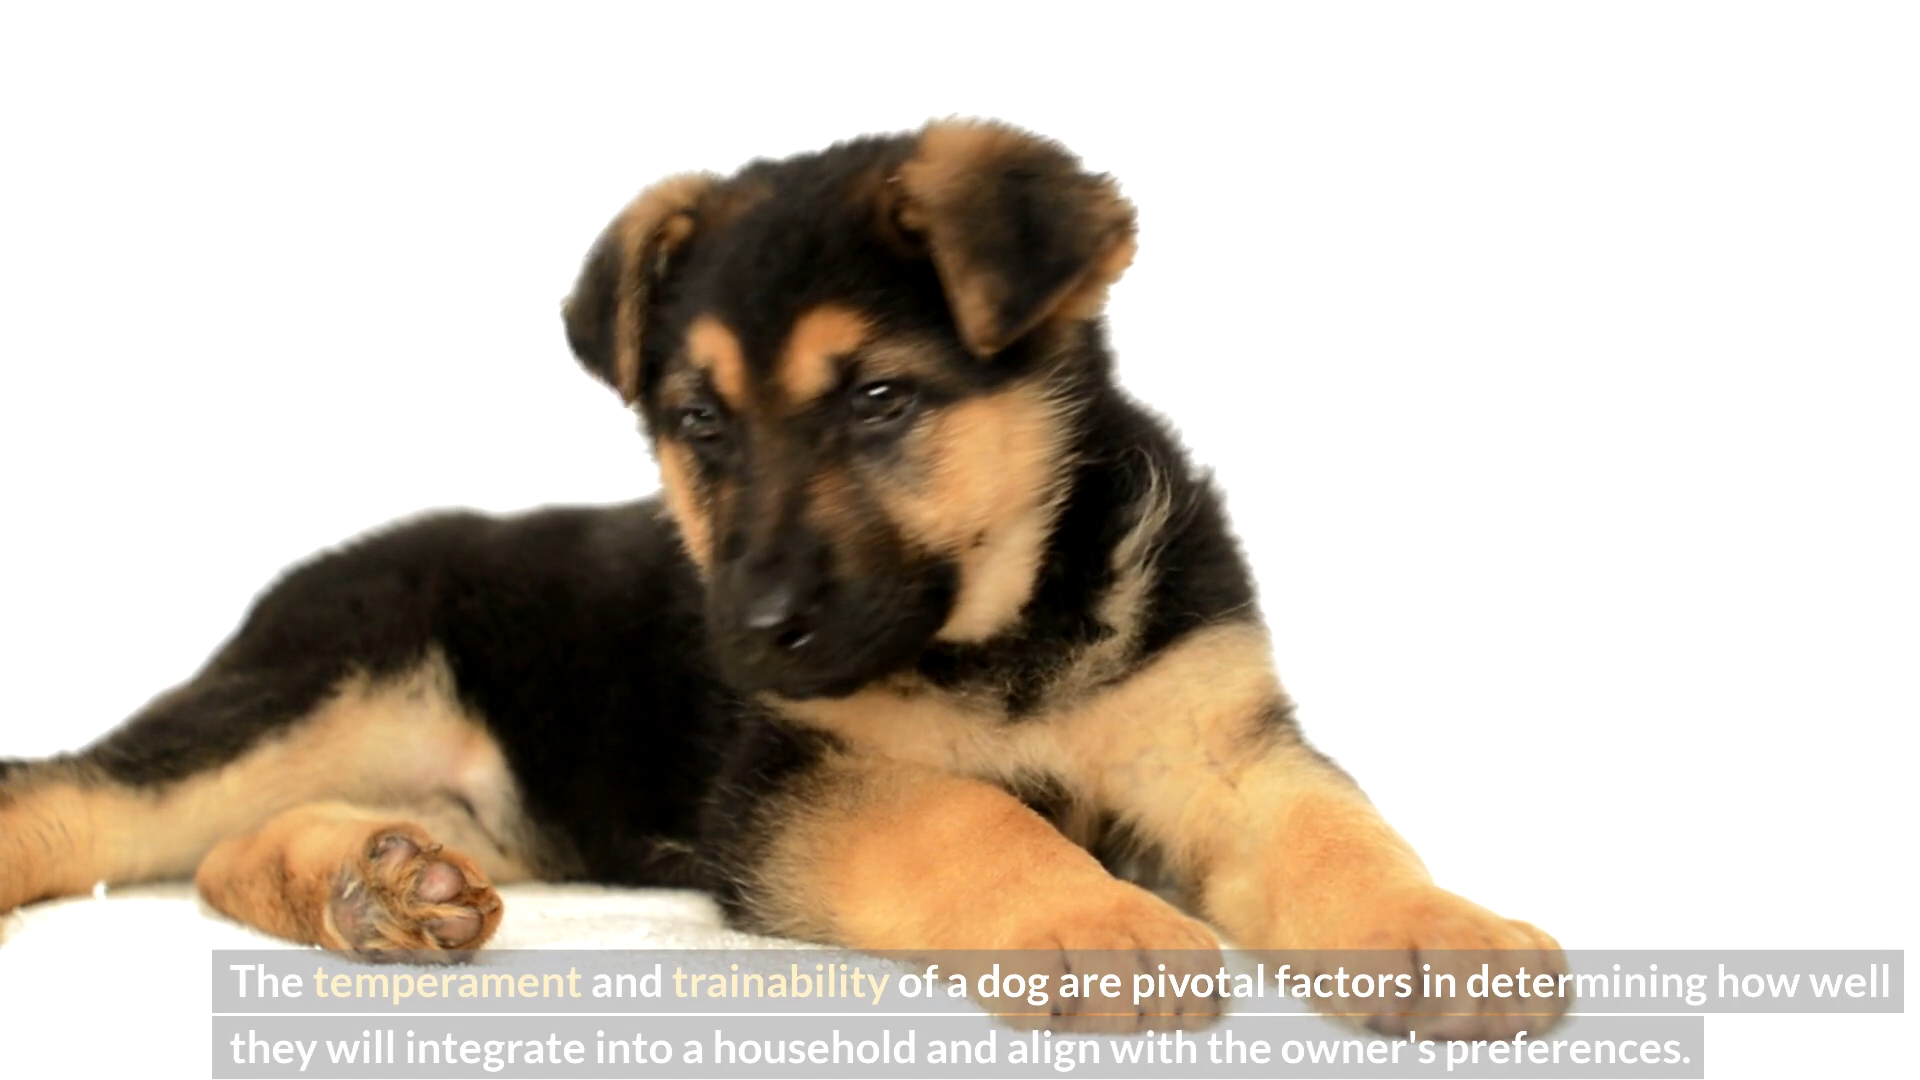 The temperament and trainability of a dog are pivotal factors in determining how well
they will integrate into a household and align with the owner's preferences.